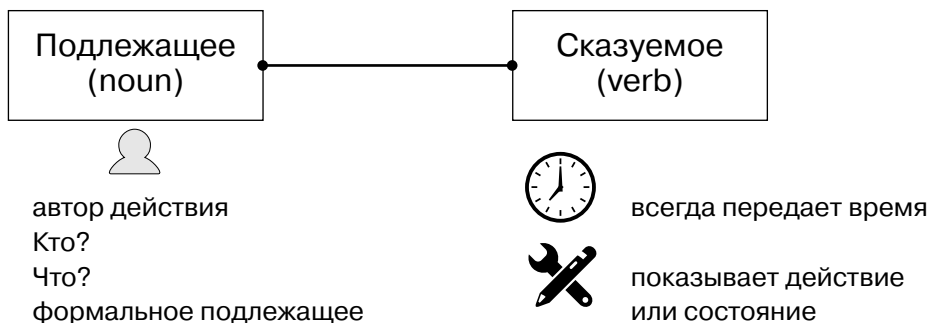 Подлежащее
(noun)
Сказуемое
(verb)
автор действия
Кто?
Что?
формальное подлежащее
всегда передает время
показывает действие
или состояние